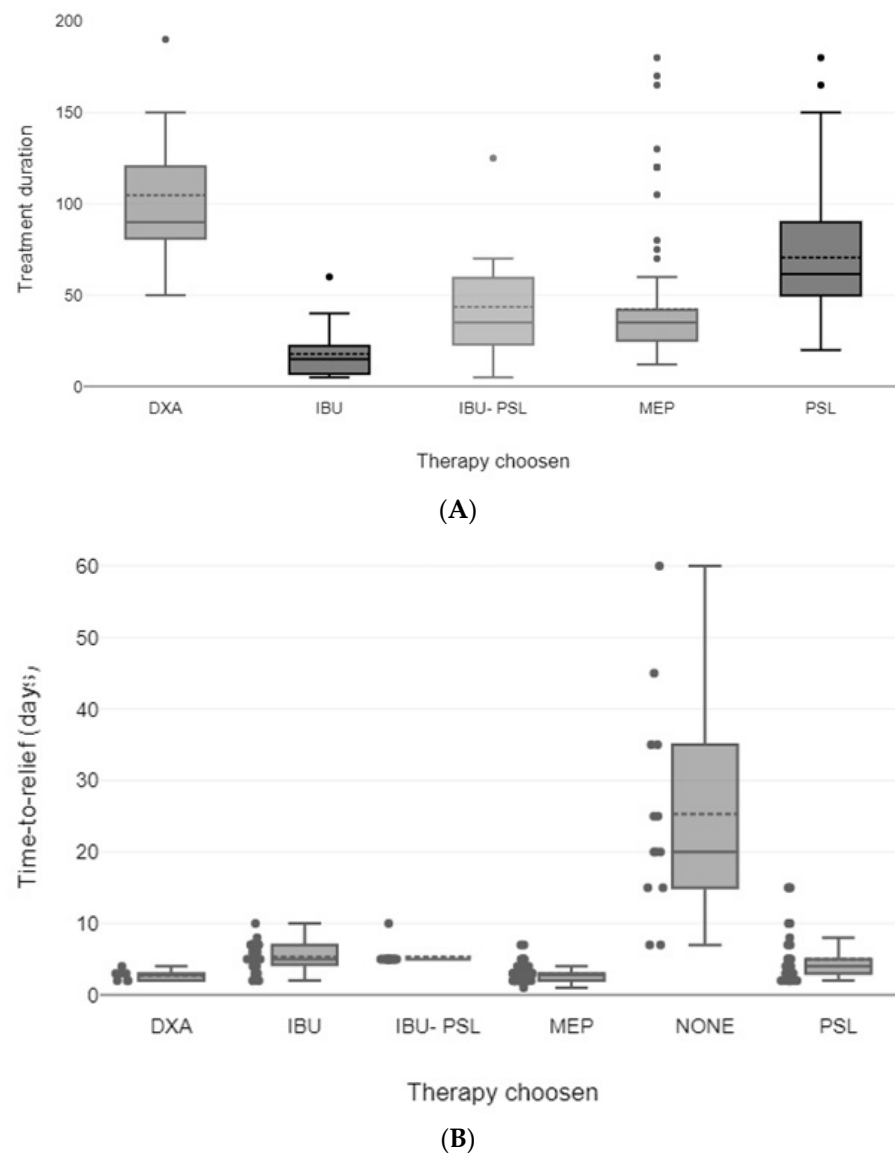 200
150
100
50
0
Treatment duration
DXA IBU IBU- PSL MEP PSL
Therapy choosen
(A)
60
50
40
30
20
10
0
Time-to-relief (days,
DXA IBU IBU- PSL MEP NONE PSL
Therapy choosen
(B)